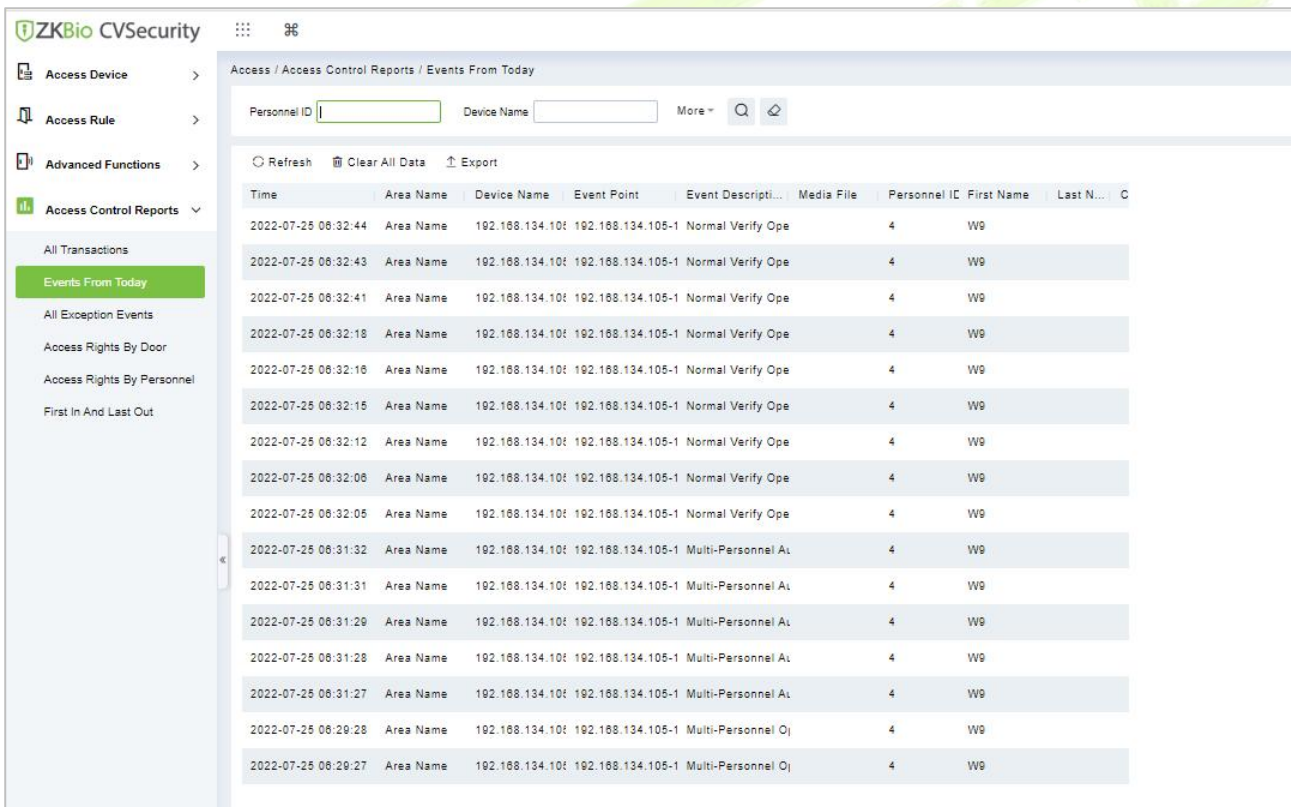 ZKBio CVSecurity
Access Device
Access Rule
Advanced Functions
Access Control Reports
All Transactions
Events From Today
All Exception Events
Access Rights By Door
Access Rights By Personnel
First In And Last Out
Access / Access Control Reports / Events From Today
Personnel ID Device Name More
Refresh Clear All Data Export
Time Area Name Device Name Event Point Event Descripti... Media File Personnel ID First Name Last N... C
2022-07-25 06:32:44 Area Name 192.168.134.105 192.168.134.105-1 Normal Verify Ope 4 W9
2022-07-25 06:32:43 Area Name 192.168.134.105 192.168.134.105-1 Normal Verify Ope 4 W9
2022-07-25 06:32:41 Area Name 192.168.134.105 192.168.134.105-1 Normal Verify Ope 4 W9
2022-07-25 06:32:18 Area Name 192.168.134.105 192.168.134.105-1 Normal Verify Ope 4 W9
2022-07-25 06:32:16 Area Name 192.168.134.105 192.168.134.105-1 Normal Verify Ope 4 W9
2022-07-25 06:32:15 Area Name 192.168.134.105 192.168.134.105-1 Normal Verify Ope 4 W9
2022-07-25 06:32:12 Area Name 192.168.134.105 192.168.134.105-1 Normal Verify Ope 4 W9
2022-07-25 06:32:06 Area Name 192.168.134.105 192.168.134.105-1 Normal Verify Ope 4 W9
2022-07-25 06:32:05 Area Name 192.168.134.105 192.168.134.105-1 Normal Verify Ope 4 W9
2022-07-25 06:31:32 Area Name 192.168.134.105 192.168.134.105-1 Multi-Personnel Au 4 W9
2022-07-25 06:31:31 Area Name 192.168.134.105 192.168.134.105-1 Multi-Personnel Au 4 W9
2022-07-25 06:31:29 Area Name 192.168.134.105 192.168.134.105-1 Multi-Personnel Au 4 W9
2022-07-25 06:31:28 Area Name 192.168.134.105 192.168.134.105-1 Multi-Personnel Au 4 W9
2022-07-25 06:31:27 Area Name 192.168.134.105 192.168.134.105-1 Multi-Personnel Au 4 W9
2022-07-25 06:29:28 Area Name 192.168.134.105 192.168.134.105-1 Multi-Personnel Op 4 W9
2022-07-25 06:29:27 Area Name 192.168.134.105 192.168.134.105-1 Multi-Personnel Op 4 W9